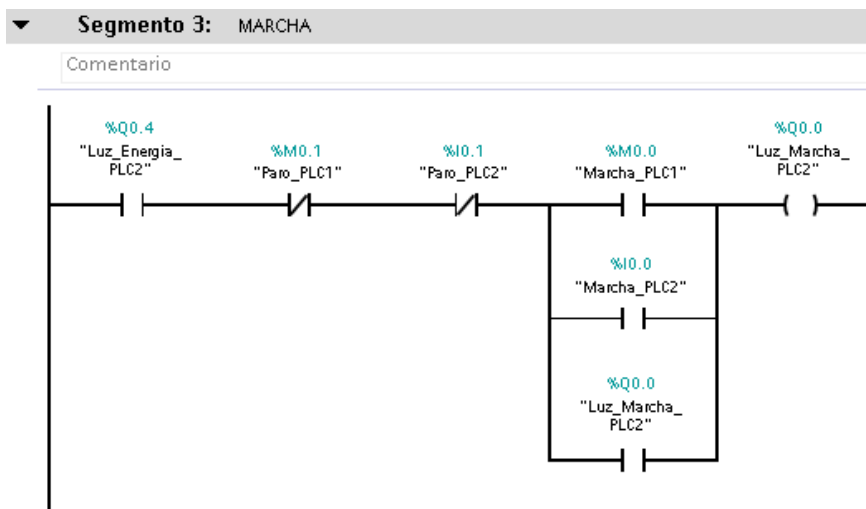 Segmento 3: MARCHA
Comentario
%Q0.4
"Luz_Energia_
PLC2"
%M0.1
"Paro_PLC1"
%I0.1
"Paro_PLC2"
%M0.0
"Marcha_PLC1"
%Q0.0
"Luz_Marcha_
PLC2"
%I0.0
"Marcha_PLC2"
%Q0.0
"Luz_Marcha_
PLC2"